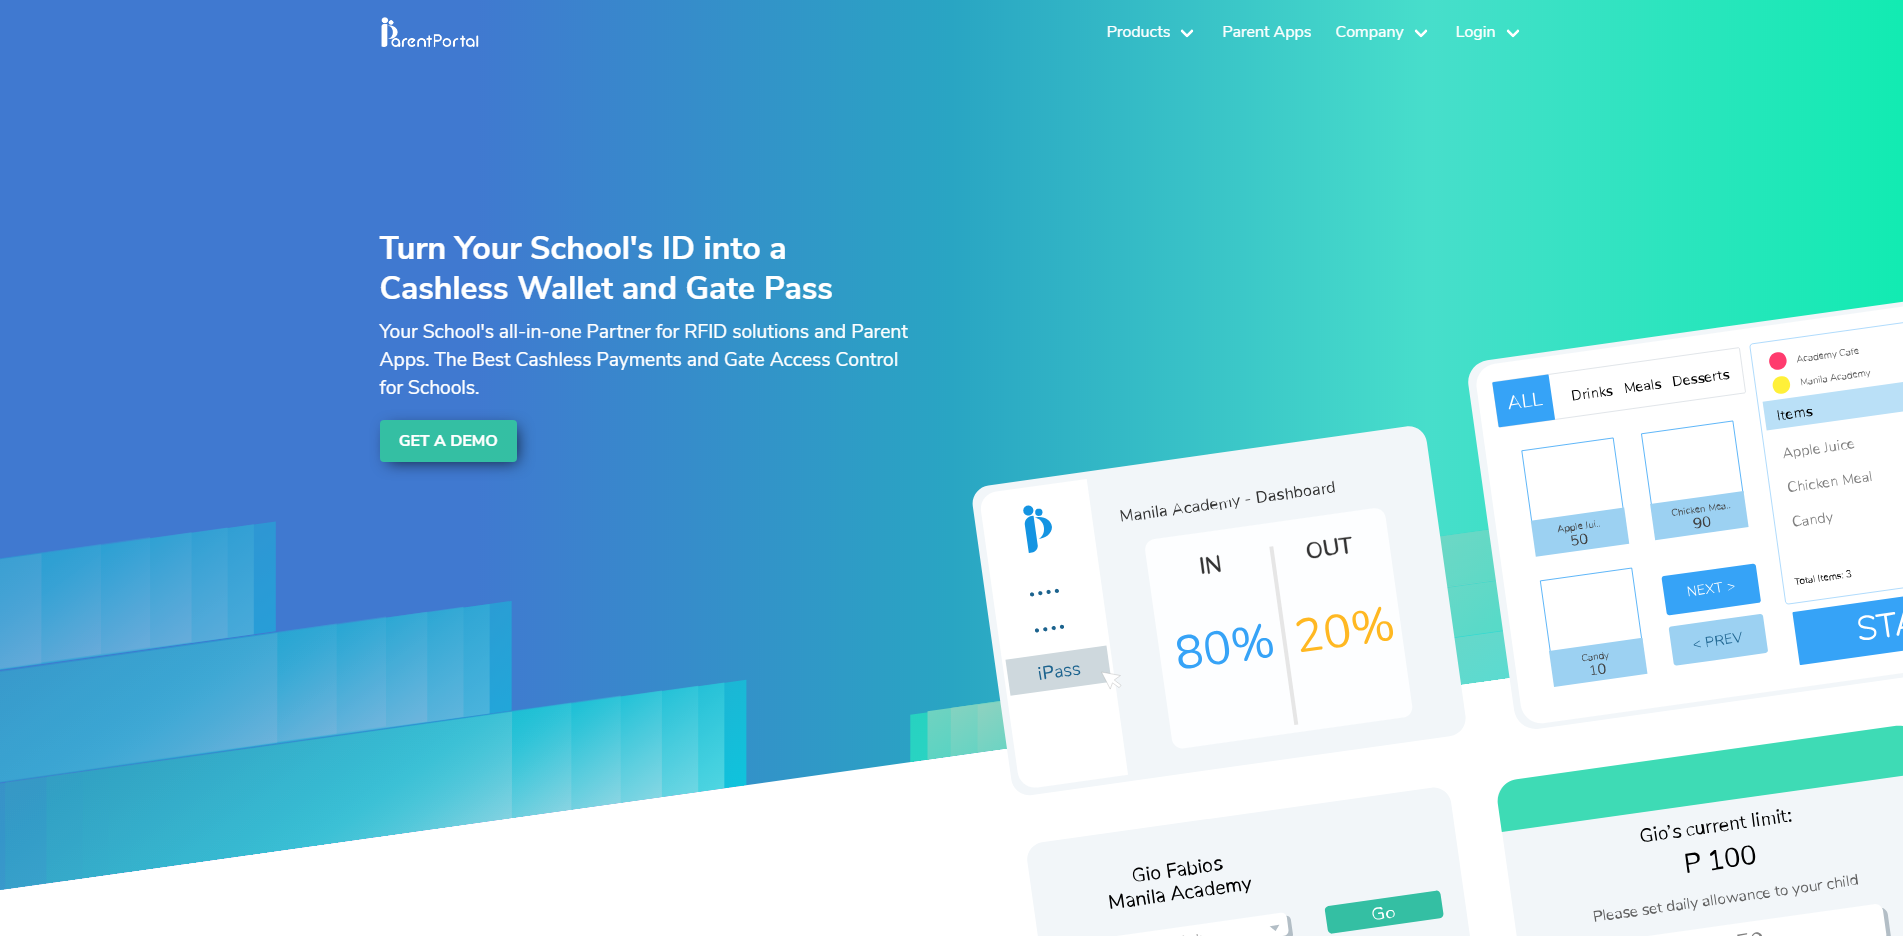 ParentPortal
Products
Parent Apps
Company
Login
Turn Your School's ID into a
Cashless Wallet and Gate Pass
Your School's all-in-one Partner for RFID solutions and Parent
Apps. The Best Cashless Payments and Gate Access Control
for Schools.
GET A DEMO
Manila Academy - Dashboard
IN
OUT
80%
20%
iPass
ALL
Drinks Meals Desserts
Academy Cafe
Manila Academy
Items
Apple Juice
Chicken Meal
Candy
Total Items: 3
Apple Jui..
50
Chicken Mea..
90
Candy
10
NEXT >
< PREV
STA
Gio Fabios
Manila Academy
Go
Gio's current limit:
P 100
Please set daily allowance to your child